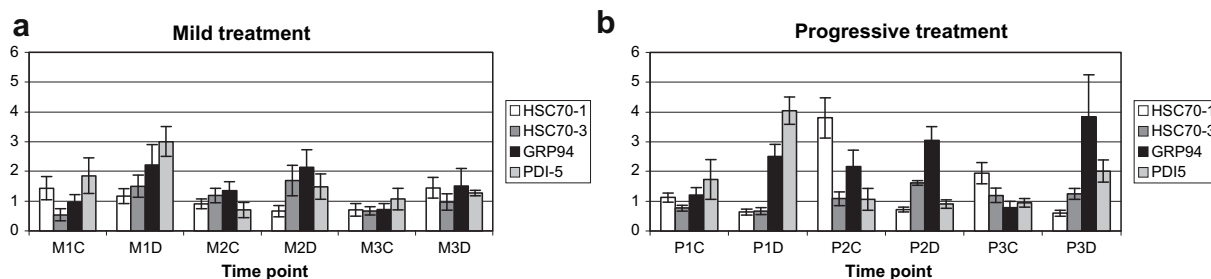 a
Mild treatment
6
5
4
3
2
1
0
M1C M1D M2C M2D M3C M3D
Time point
HSC70-1
HSC70-3
GRP94
PDI-5
b
Progressive treatment
6
5
4
3
2
1
0
P1C P1D P2C P2D P3C P3D
Time point
HSC70-1
HSC70-3
GRP94
PDI5